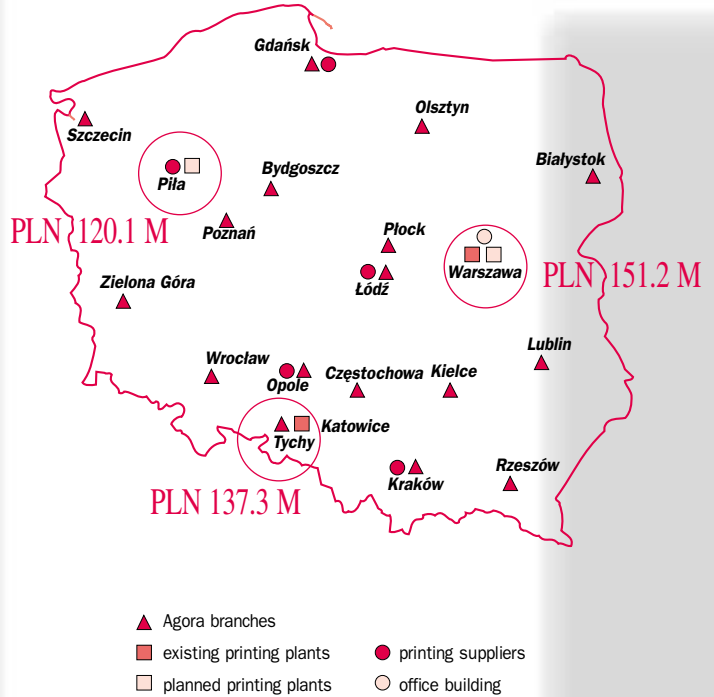 Gdańsk
Olsztyn
Szczecin
Białystok
Bydgoszcz
Piła
PLN 120.1 M
Poznań
Płock
Warszawa
PLN 151.2 M
Zielona Góra
Łódź
Lublin
Wrocław
Opole
Częstochowa
Kielce
Katowice
Tychy
Rzeszów
Kraków
PLN 137.3 M
Agora branches
existing printing plants
printing suppliers
planned printing plants
office building